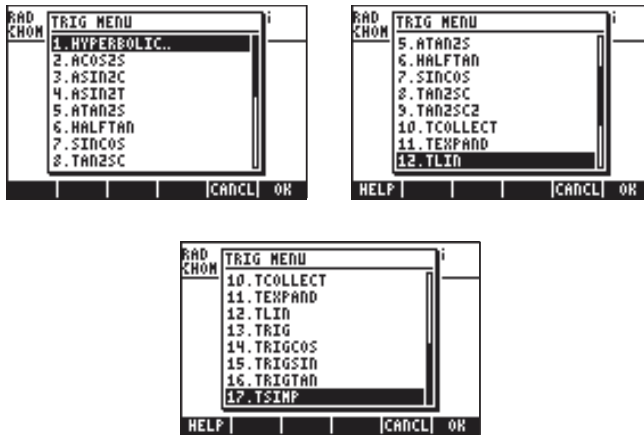 RAD
CHOM
TRIG MENU
1.HYPERBOLIC..
2.ACOS2S
3.ASIN2C
4.ASIN2T
5.ATAN2S
6.HALFTAN
7.SINCOS
8.TAN2SC
CANCL OK
RAD
CHOM
TRIG MENU
5.ATAN2S
6.HALFTAN
7.SINCOS
8.TAN2SC
9.TAN2SC2
10.TCOLLECT
11.TEXPAND
12.TLIN
HELP CANCL OK
RAD
CHOM
TRIG MENU
10.TCOLLECT
11.TEXPAND
12.TLIN
13.TRIG
14.TRIGCOS
15.TRIGSIN
16.TRIGTAN
17.TSIMP
HELP CANCL OK